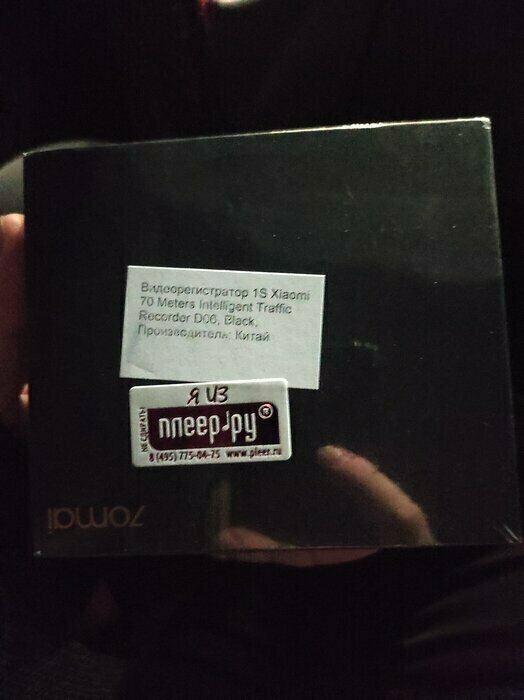 Видеорегистратор 1S Xiaomi
70 Meters Intelligent Traffic
Recorder D06, Black,
Производитель: Китай
Я ИЗ
НЕ СДИРАТЬ!
плеер.ру®
8 (495) 775-04-75 www.pleer.ru
70mai